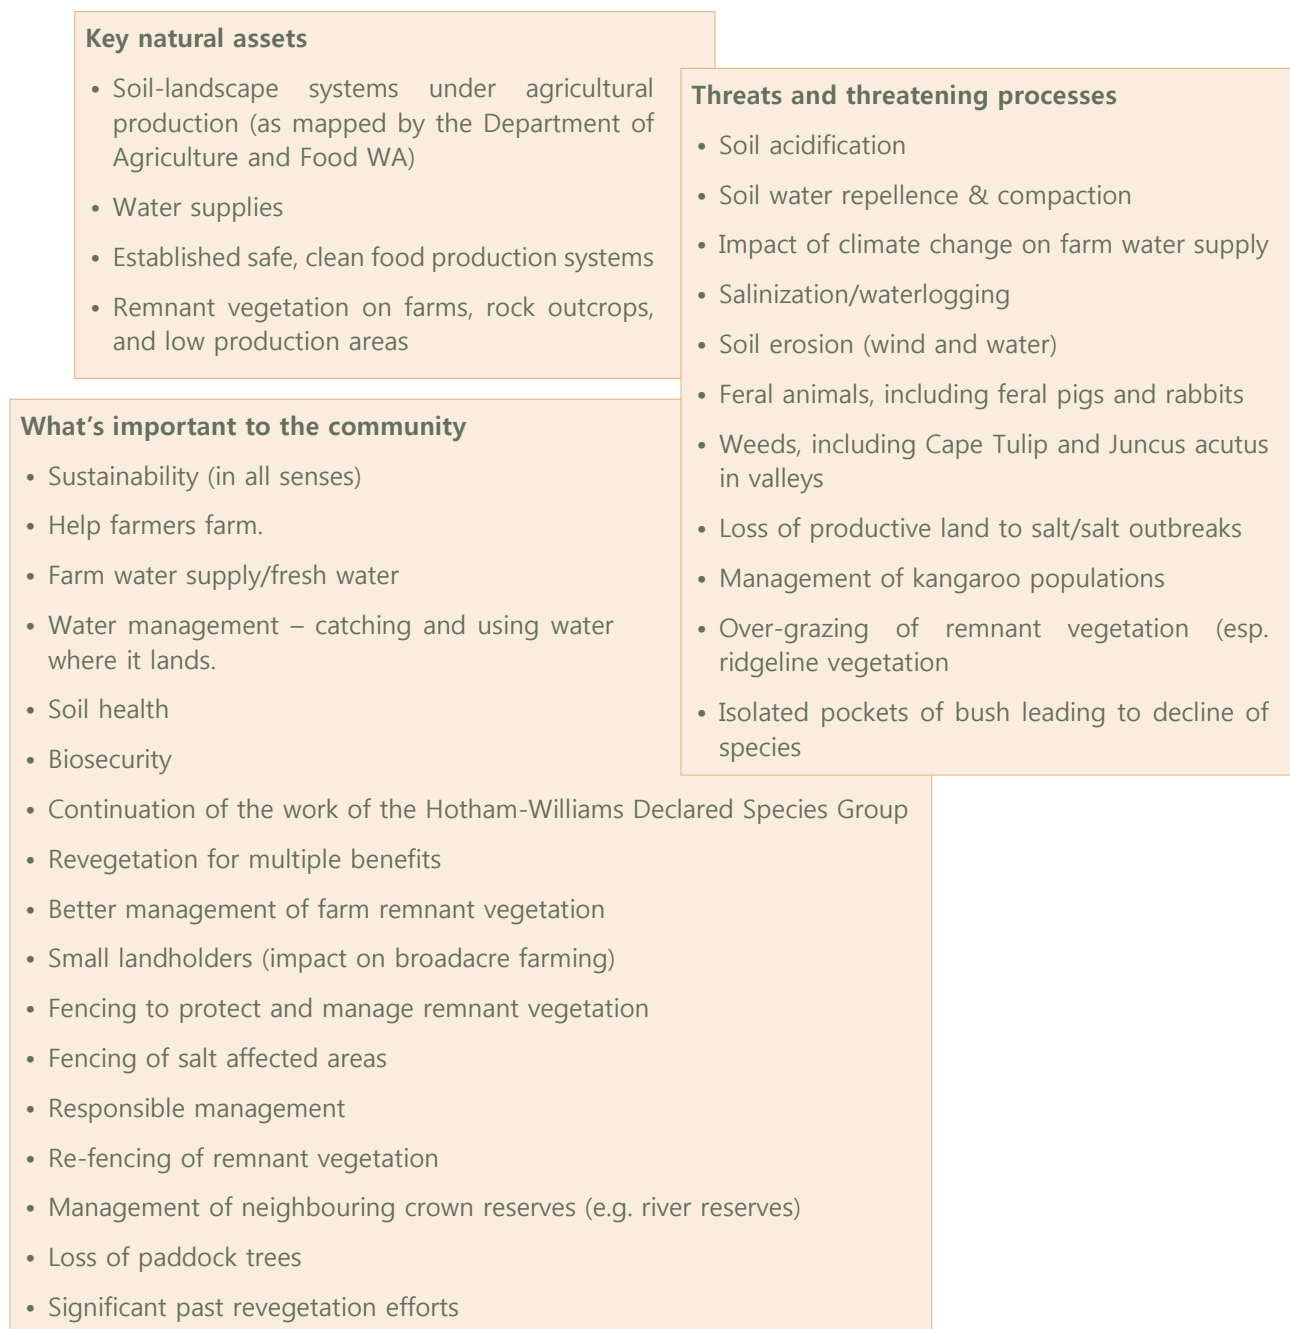 Key natural assets
• Soil-landscape systems under agricultural
production (as mapped by the Department of
Agriculture and Food WA)
• Water supplies
• Established safe, clean food production systems
• Remnant vegetation on farms, rock outcrops,
and low production areas
Threats and threatening processes
• Soil acidification
• Soil water repellence & compaction
• Impact of climate change on farm water supply
• Salinization/waterlogging
• Soil erosion (wind and water)
• Feral animals, including feral pigs and rabbits
• Weeds, including Cape Tulip and Juncus acutus
in valleys
• Loss of productive land to salt/salt outbreaks
• Management of kangaroo populations
• Over-grazing of remnant vegetation (esp.
ridgeline vegetation
• Isolated pockets of bush leading to decline of
species
What's important to the community
• Sustainability (in all senses)
• Help farmers farm.
• Farm water supply/fresh water
• Water management – catching and using water
where it lands.
• Soil health
• Biosecurity
• Continuation of the work of the Hotham-Williams Declared Species Group
• Revegetation for multiple benefits
• Better management of farm remnant vegetation
• Small landholders (impact on broadacre farming)
• Fencing to protect and manage remnant vegetation
• Fencing of salt affected areas
• Responsible management
• Re-fencing of remnant vegetation
• Management of neighbouring crown reserves (e.g. river reserves)
• Loss of paddock trees
• Significant past revegetation efforts